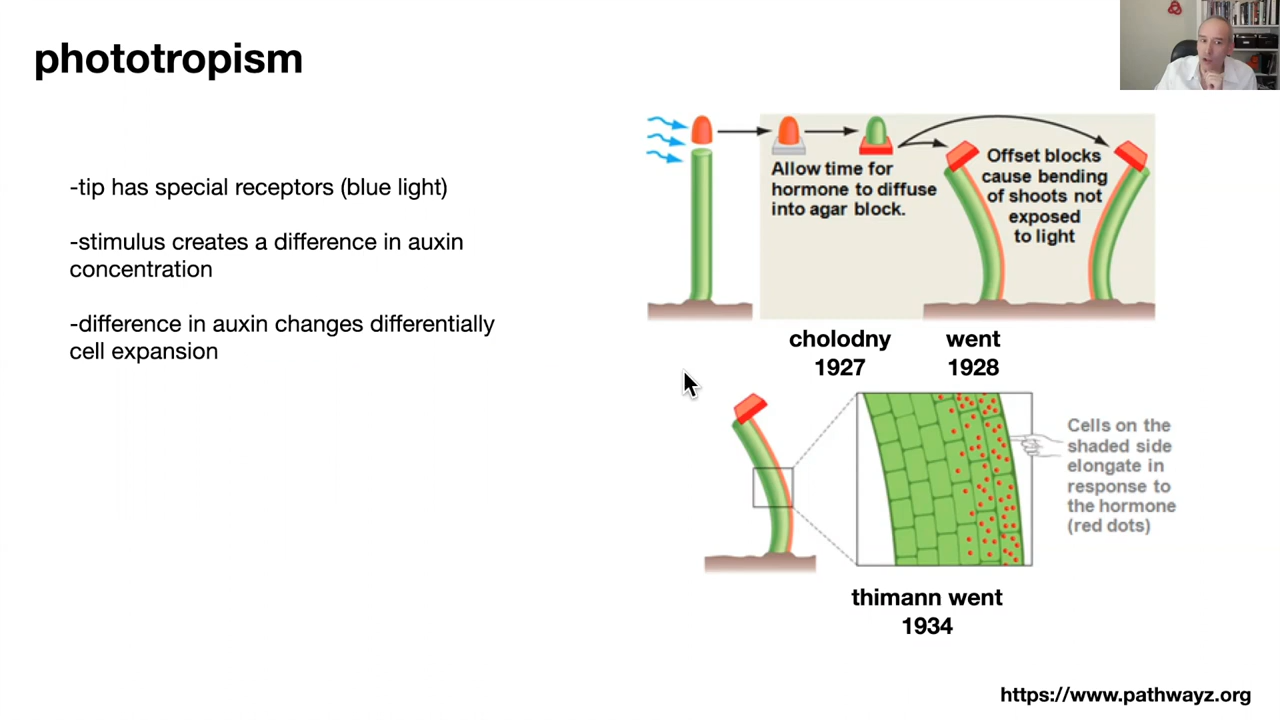 phototropism
-tip has special receptors (blue light)
-stimulus creates a difference in auxin
concentration
-difference in auxin changes differentially
cell expansion
Allow time for
hormone to diffuse
into agar block.
Offset blocks
cause bending
of shoots not
exposed
to light
cholodny
1927
went
1928
Cells on the
shaded side
elongate in
response to
the hormone
(red dots)
thimann went
1934
https://www.pathwayz.org